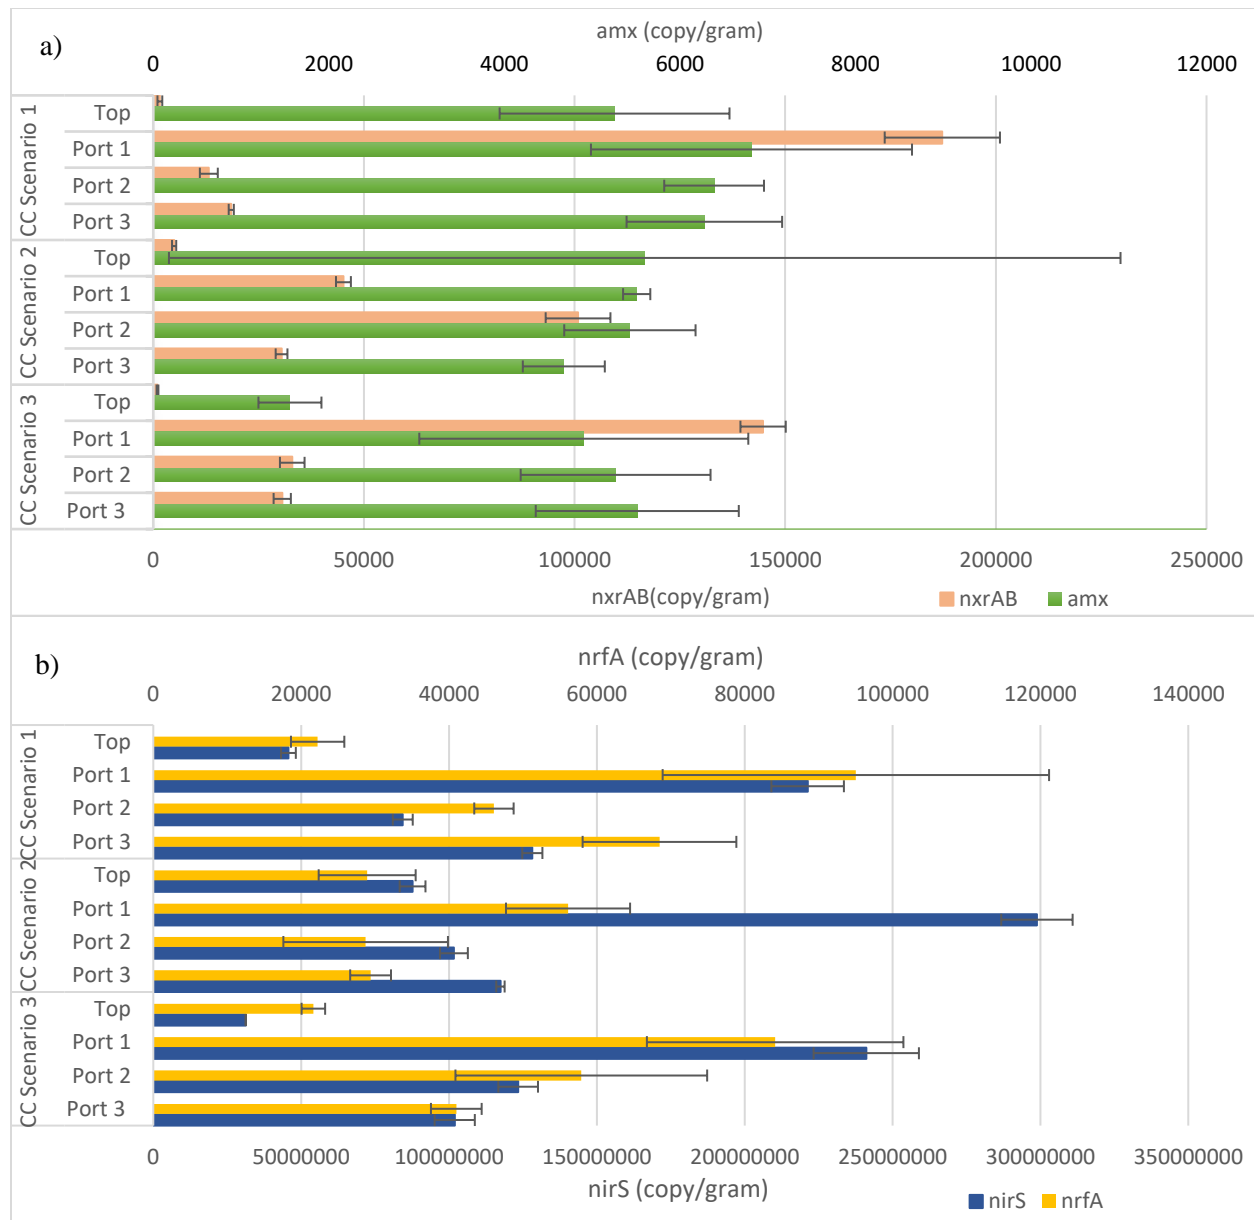 a)
amx (copy/gram)
0 2000 4000 6000 8000 10000 12000
CC Scenario 1
Top
Port 1
Port 2
Port 3
CC Scenario 2
Top
Port 1
Port 2
Port 3
CC Scenario 3
Top
Port 1
Port 2
Port 3
0 50000 100000 150000 200000 250000
nxrAB(copy/gram)
nxrAB amx
b)
nrfA (copy/gram)
0 20000 40000 60000 80000 100000 120000 140000
CC Scenario 1
Top
Port 1
Port 2
Port 3
CC Scenario 2
Top
Port 1
Port 2
Port 3
CC Scenario 3
Top
Port 1
Port 2
Port 3
0 50000000 100000000 150000000 200000000 250000000 300000000 350000000
nirS (copy/gram)
nirS nrfA